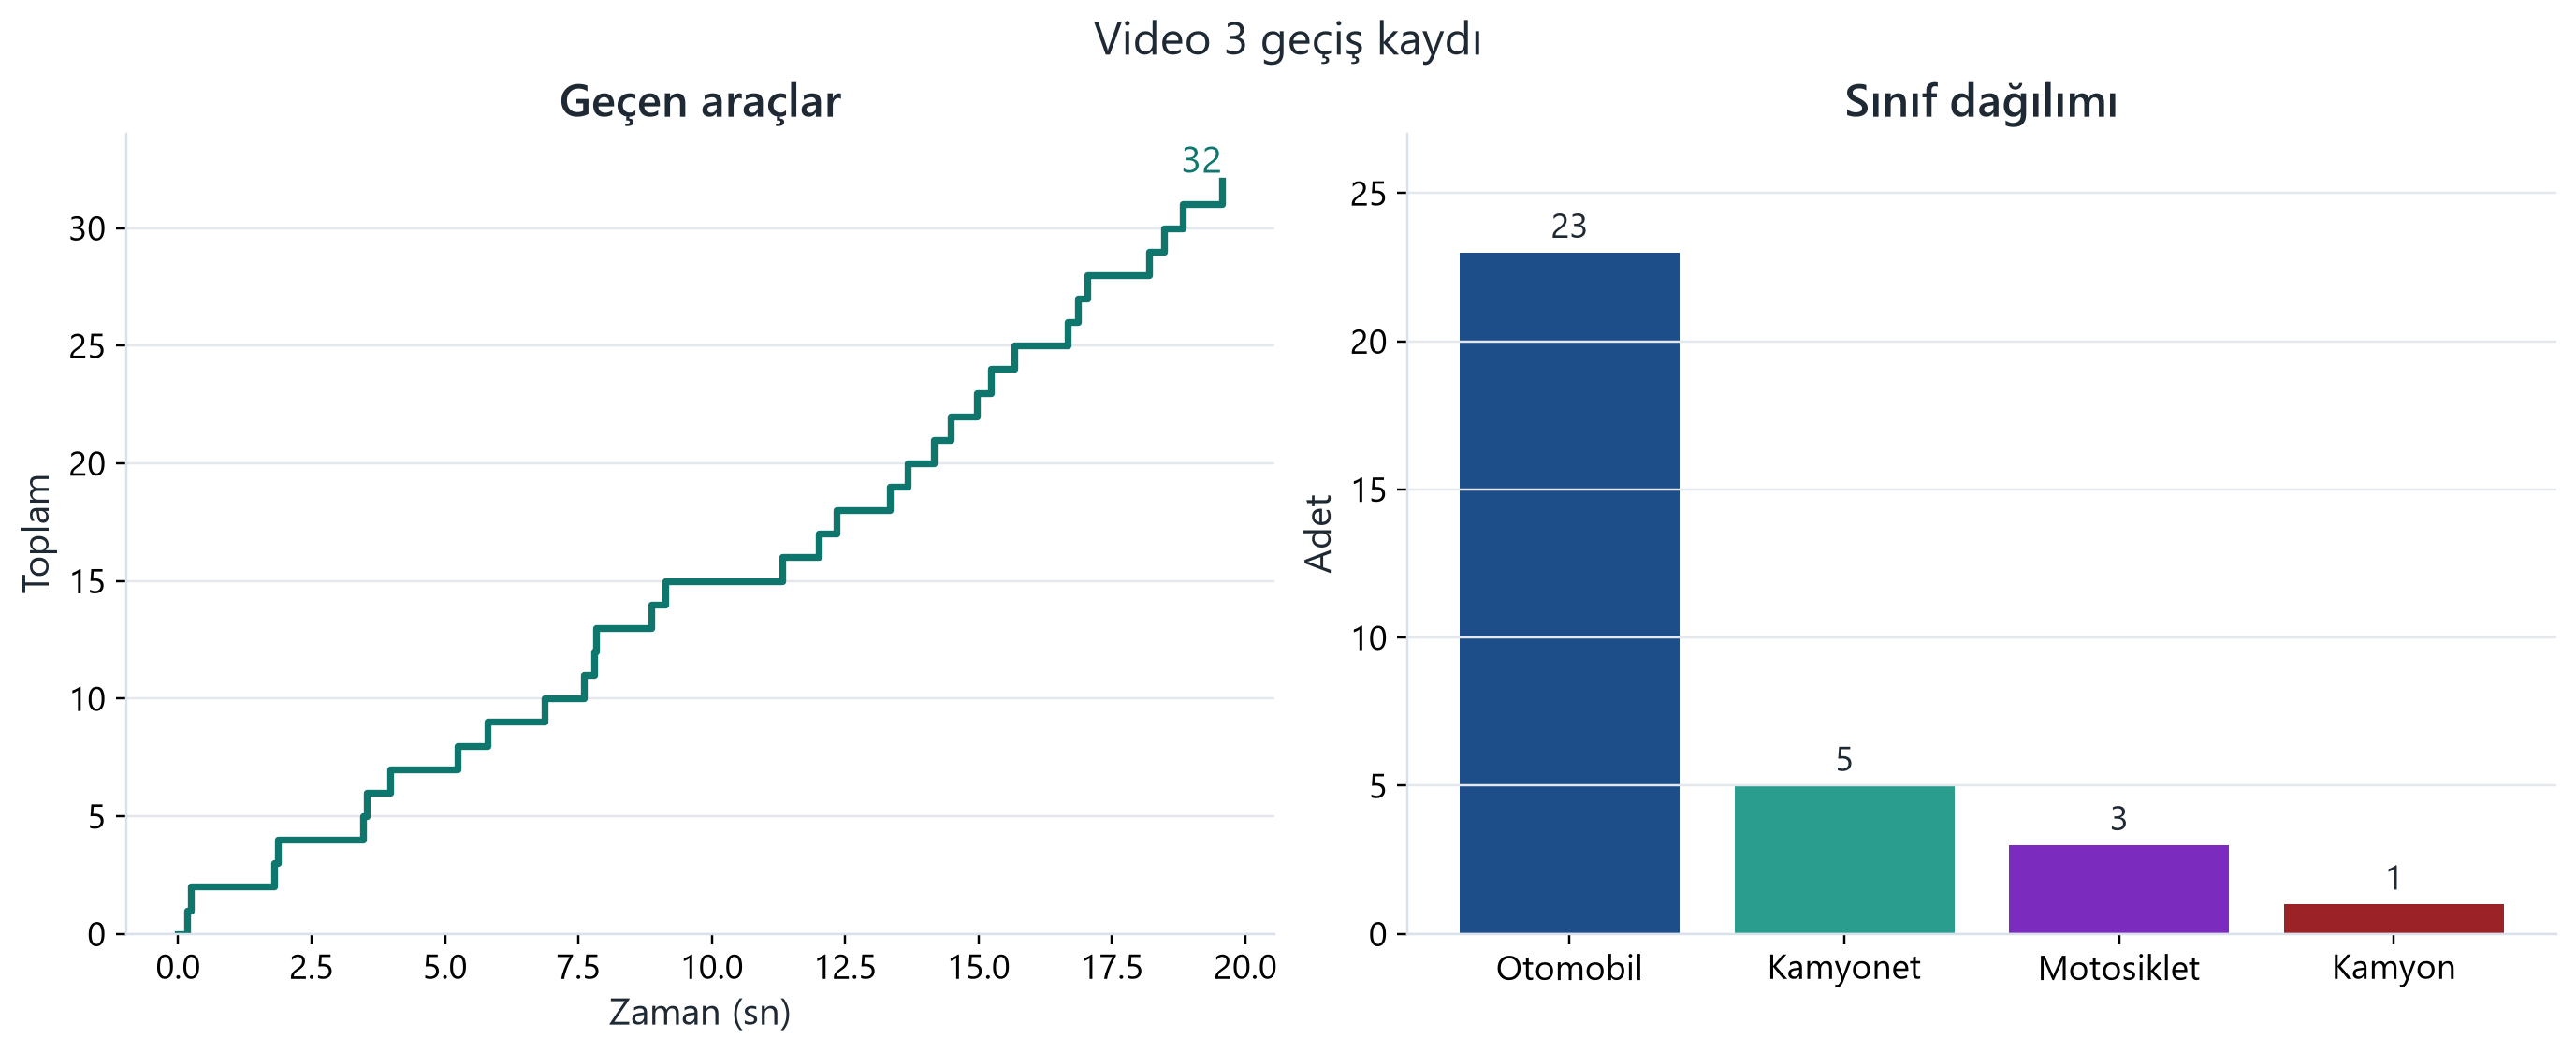 Video 3 geçiş kaydı
Geçen araçlar
32
30
25
20
15
10
5
0
Toplam
0.0 2.5 5.0 7.5 10.0 12.5 15.0 17.5 20.0
Zaman (sn)
Sınıf dağılımı
25
20
15
10
5
0
Adet
23
5
3
1
Otomobil Kamyonet Motosiklet Kamyon